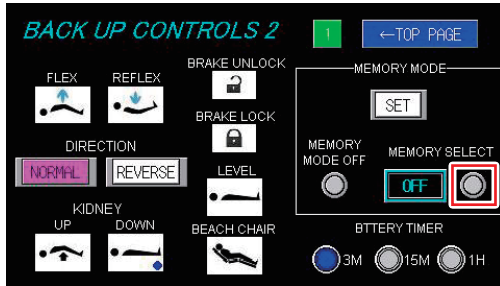 BACK UP CONTROLS 2
1
←TOP PAGE
FLEX
REFLEX
BRAKE UNLOCK
BRAKE LOCK
DIRECTION
NORMAL
REVERSE
LEVEL
KIDNEY
UP
DOWN
BEACH CHAIR
MEMORY MODE
SET
MEMORY
MODE OFF
MEMORY SELECT
OFF
BTTERY TIMER
3M
15M
1H